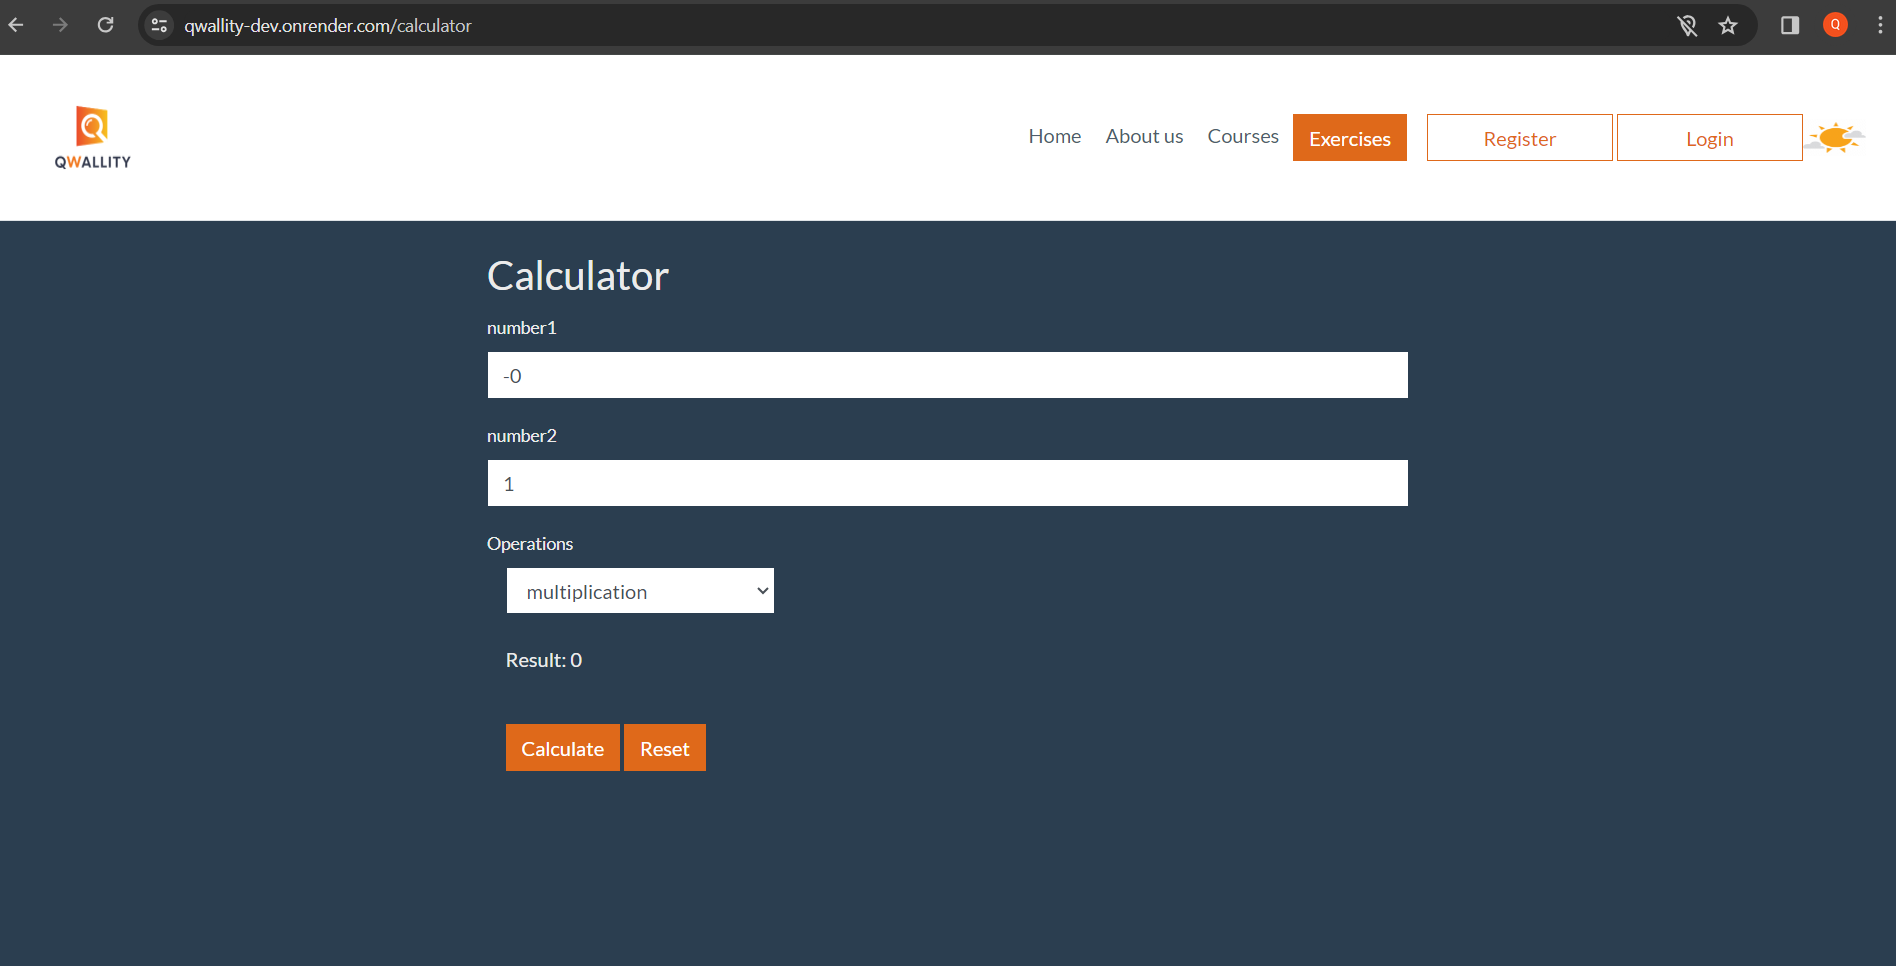 qwallity-dev.onrender.com/calculator
Q
QWALLITY
Home About us Courses Exercises Register Login
Calculator
number1
-0
number2
1
Operations
multiplication
Result: 0
Calculate Reset